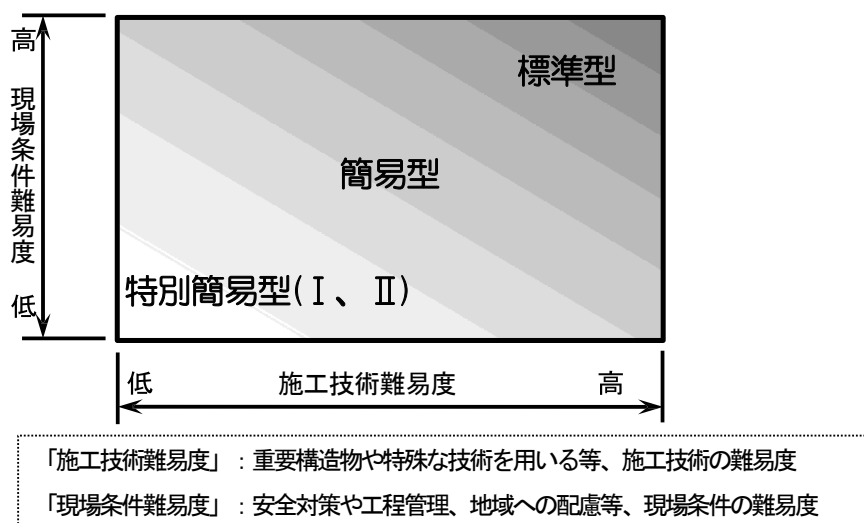 高
現場条件難易度
低
標準型
簡易型
特別簡易型(Ⅰ、Ⅱ)
低 施工技術難易度 高
「施工技術難易度」：重要構造物や特殊な技術を用いる等、施工技術の難易度
「現場条件難易度」：安全対策や工程管理、地域への配慮等、現場条件の難易度